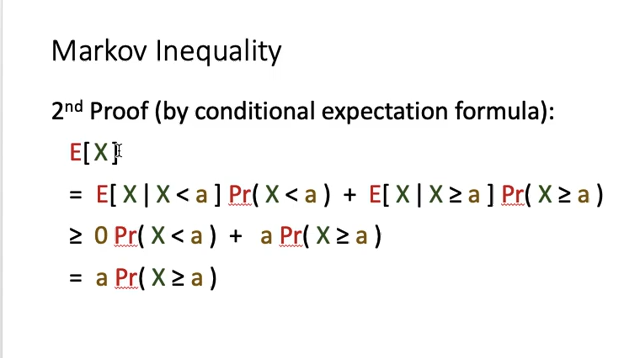 Markov Inequality
2nd Proof (by conditional expectation formula):
E[X]
= E[ X | X < a ] Pr( X < a ) + E[ X | X ≥ a ] Pr( X ≥ a )
≥ 0 Pr( X < a ) + a Pr( X ≥ a )
= a Pr( X ≥ a )